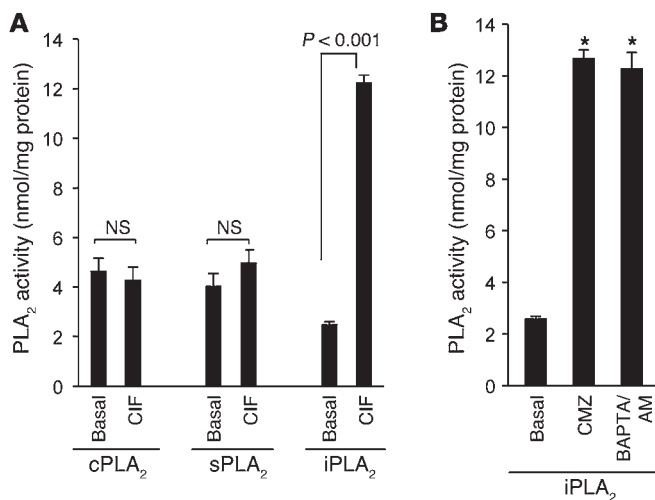 A
P < 0.001
PLA2 activity (nmol/mg protein)
14
12
10
8
6
4
2
0
NS
NS
Basal
CIF
Basal
CIF
Basal
CIF
cPLA2
sPLA2
iPLA2
B
PLA2 activity (nmol/mg protein)
14
12
10
8
6
4
2
0
*
*
Basal
CMZ
BAPTA/
AM
iPLA2